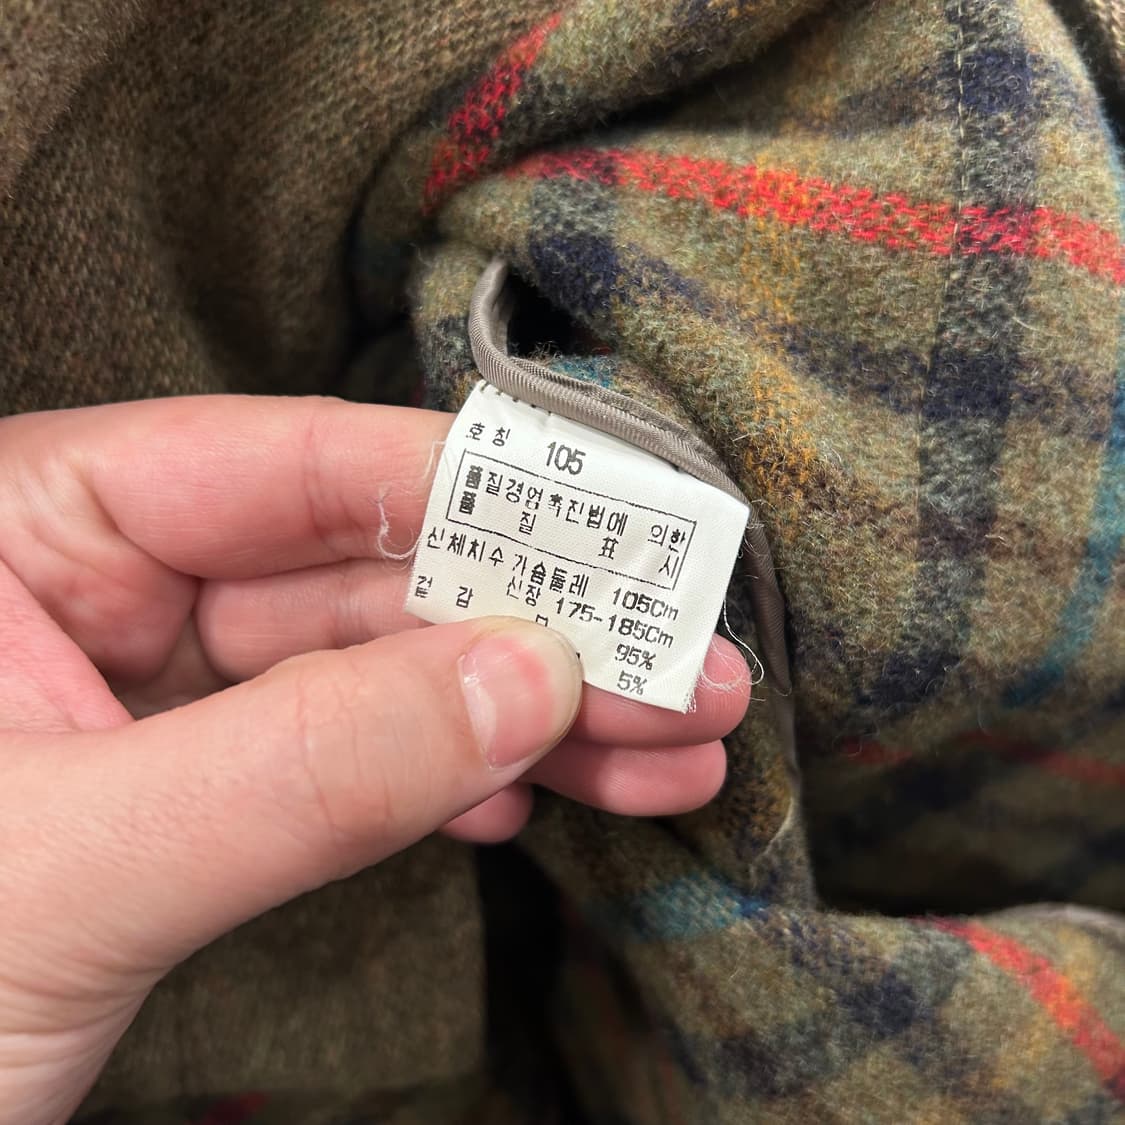 호칭 105
품질경영촉진법에 의한
품질 표시
신체치수 가슴둘레 105Cm
신장 175-185Cm
겉감 95%
5%